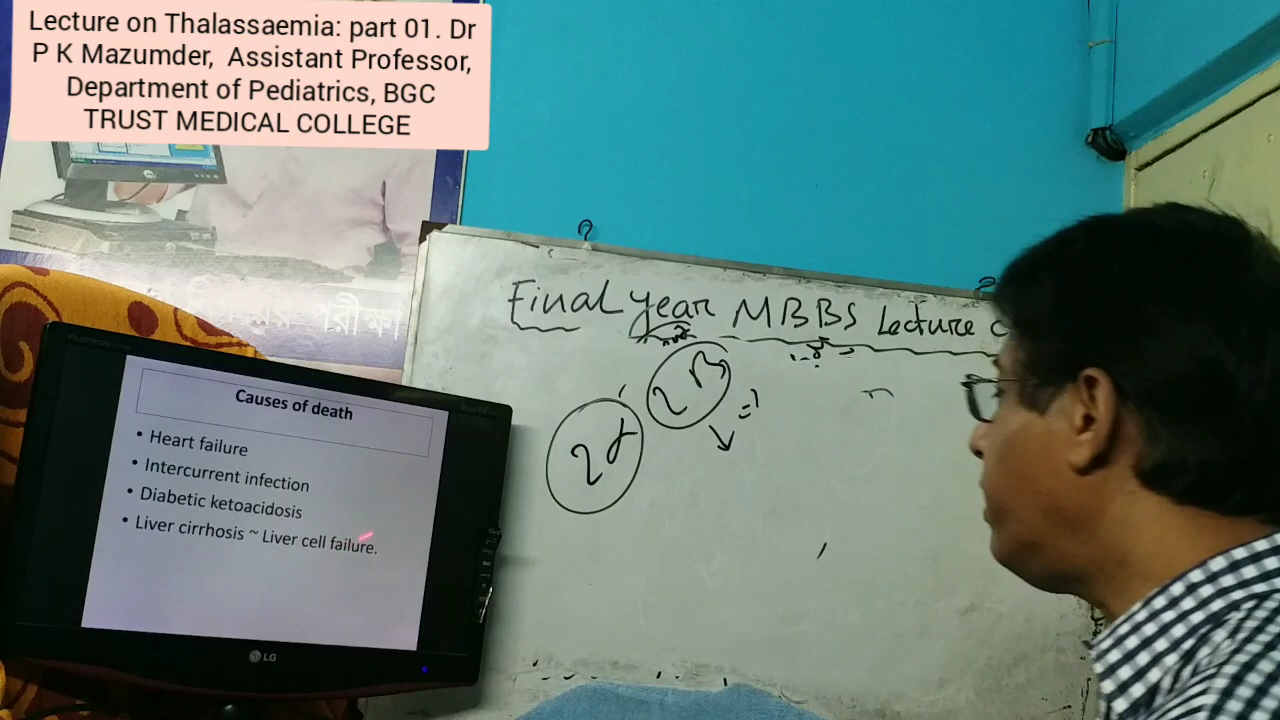 Lecture on Thalassaemia: part 01. Dr
P K Mazumder, Assistant Professor,
Department of Pediatrics, BGC
TRUST MEDICAL COLLEGE
Final year MBBS Lecture
Causes of death
• Heart failure
• Intercurrent infection
• Diabetic ketoacidosis
• Liver cirrhosis ~ Liver cell failure.
LG